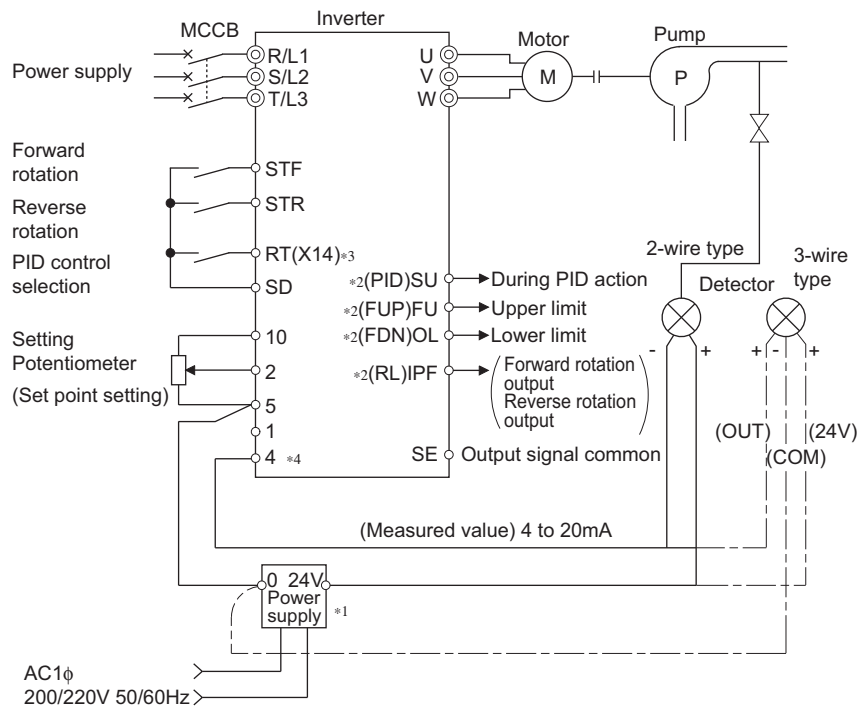 Inverter
MCCB
Power supply
R/L1
S/L2
T/L3
U
V
W
Motor
M
Pump
P
Forward
rotation
Reverse
rotation
PID control
selection
STF
STR
RT(X14)*3
SD
Setting
Potentiometer
(Set point setting)
10
2
5
1
4 *4
*2(PID)SU
During PID action
*2(FUP)FU
Upper limit
*2(FDN)OL
Lower limit
*2(RL)IPF
Forward rotation
output
Reverse rotation
output
SE
Output signal common
2-wire type
Detector
3-wire
type
- +
+ - +
(OUT)
(24V)
(COM)
(Measured value) 4 to 20mA
0 24V
Power
supply
*1
AC1ϕ
200/220V 50/60Hz